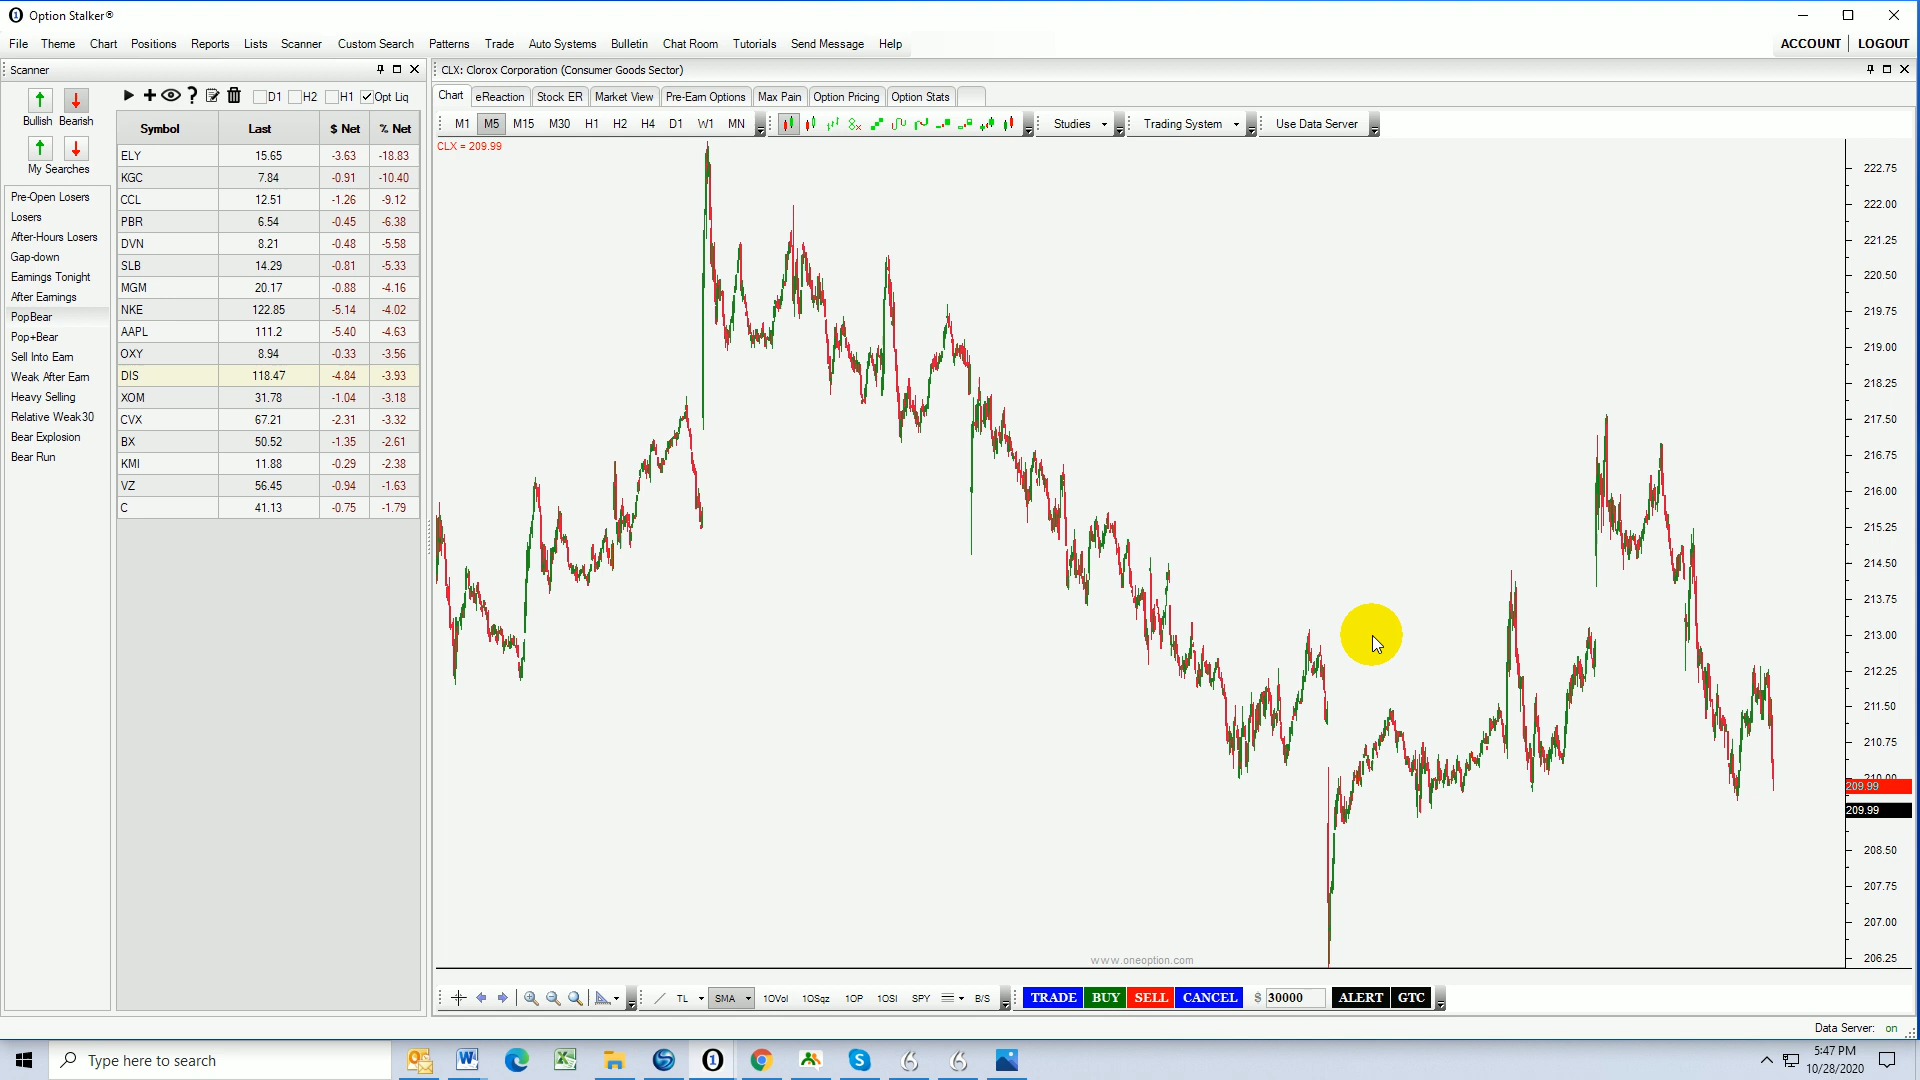 Option Stalker®
File Theme Chart Positions Reports Lists Scanner Custom Search Patterns Trade Auto Systems Bulletin Chat Room Tutorials Send Message Help ACCOUNT LOGOUT
Scanner
CLX: Clorox Corporation (Consumer Goods Sector)
Bullish Bearish
My Searches
Pre-Open Losers
Losers
After-Hours Losers
Gap-down
Earnings Tonight
After Earnings
PopBear
Pop+Bear
Sell Into Earn
Weak After Earn
Heavy Selling
Relative Weak30
Bear Explosion
Bear Run
D1 H2 H1 Opt Liq
Symbol Last $ Net % Net
ELY 15.65 -3.63 -18.83
KGC 7.84 -0.91 -10.40
CCL 12.51 -1.26 -9.12
PBR 6.54 -0.45 -6.38
DVN 8.21 -0.48 -5.58
SLB 14.29 -0.81 -5.33
MGM 20.17 -0.88 -4.16
NKE 122.85 -5.14 -4.02
AAPL 111.2 -5.40 -4.63
OXY 8.94 -0.33 -3.56
DIS 118.47 -4.84 -3.93
XOM 31.78 -1.04 -3.18
CVX 67.21 -2.31 -3.32
BX 50.52 -1.35 -2.61
KMI 11.88 -0.29 -2.38
VZ 56.45 -0.94 -1.63
C 41.13 -0.75 -1.79
Chart eReaction Stock ER Market View Pre-Earn Options Max Pain Option Pricing Option Stats
M1 M5 M15 M30 H1 H2 H4 D1 W1 MN Studies Trading System Use Data Server
CLX = 209.99
222.75
222.00
221.25
220.50
219.75
219.00
218.25
217.50
216.75
216.00
215.25
214.50
213.75
213.00
212.25
211.50
210.75
210.00
209.99
209.99
208.50
207.75
207.00
206.25
www.oneoption.com
TL SMA 1OVol 1OSqz 1OP 1OSI SPY B/S TRADE BUY SELL CANCEL $ 30000 ALERT GTC
Data Server: on
Type here to search
5:47 PM
10/28/2020